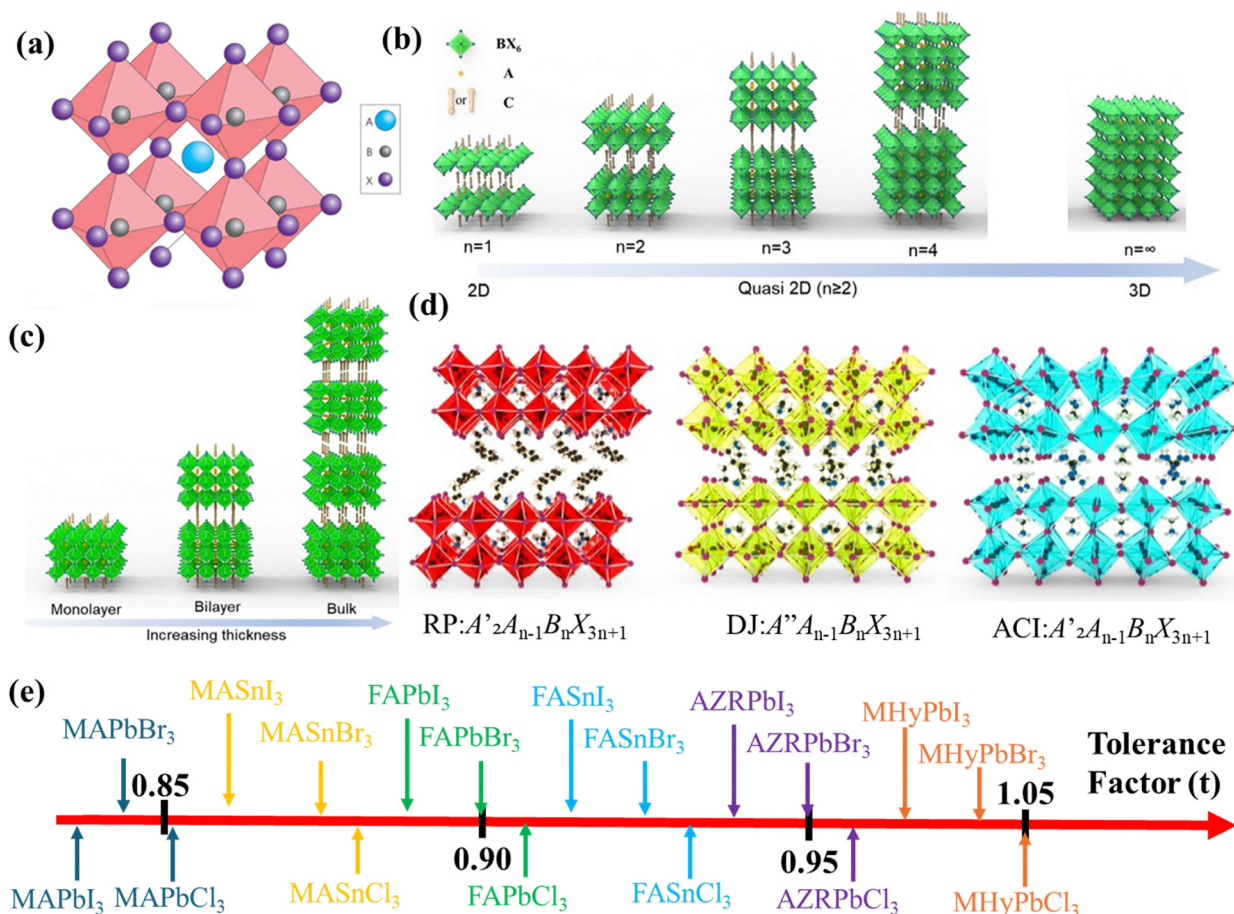 (a)
A
B
X
(b)
BX₆
A
or
C
n=1
n=2
n=3
n=4
n=∞
2D
Quasi 2D (n≥2)
3D
(c)
Monolayer
Bilayer
Bulk
Increasing thickness
(d)
RP:A'₂Aₙ₋₁BₙX₃ₙ₊₁
DJ:A''Aₙ₋₁BₙX₃ₙ₊₁
ACI:A'₂Aₙ₋₁BₙX₃ₙ₊₁
(e)
MASnI₃
FAPbI₃
FASnI₃
AZRPbI₃
MHyPbI₃
MAPbBr₃
MASnBr₃
FAPbBr₃
FASnBr₃
AZRPbBr₃
MHyPbBr₃
Tolerance
Factor (t)
0.85
1.05
0.90
0.95
MAPbI₃
MAPbCl₃
MASnCl₃
FAPbCl₃
FASnCl₃
AZRPbCl₃
MHyPbCl₃